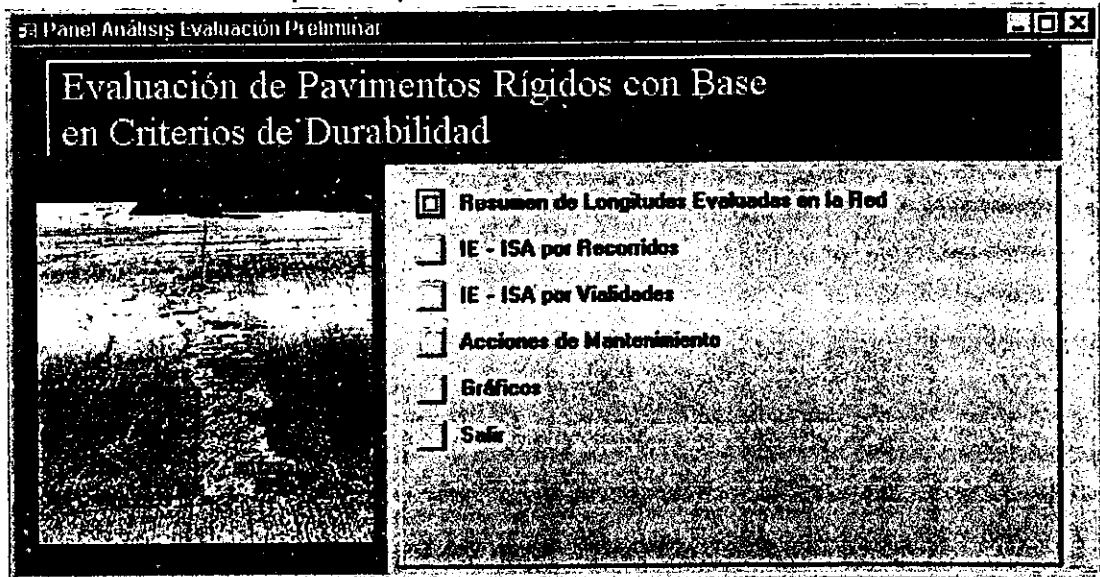 Panel Análisis Evaluación Preliminar
Evaluación de Pavimentos Rígidos con Base
en Criterios de Durabilidad
Resumen de Longitudes Evaluadas en la Red
IE - ISA por Recorridos
IE - ISA por Vialidades
Acciones de Mantenimiento
Gráficos
Salir